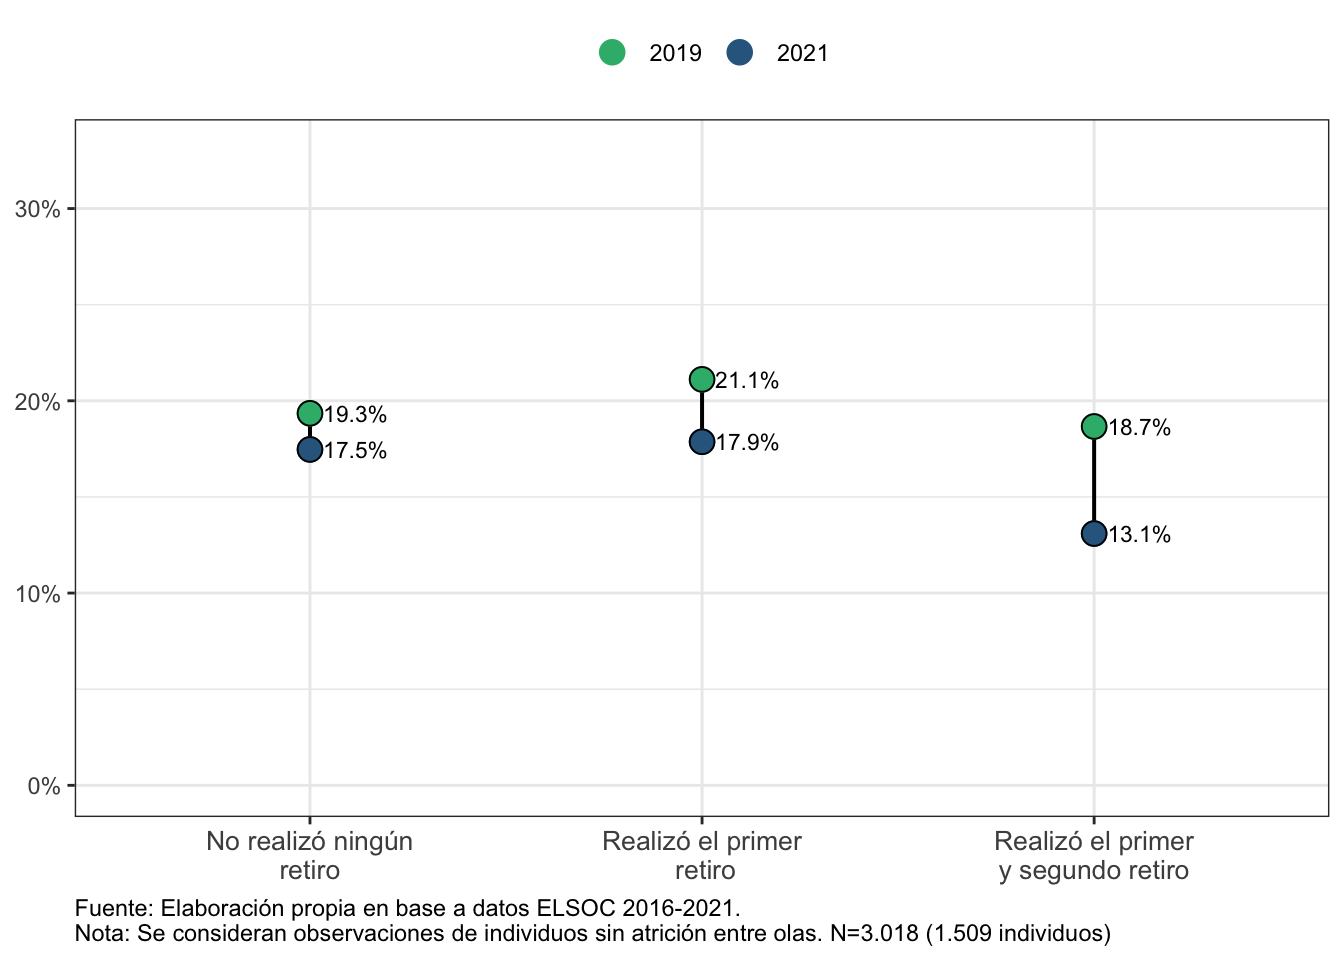 2019 2021
30%
20%
10%
0%
21.1%
19.3%
18.7%
17.9%
17.5%
13.1%
No realizó ningún
retiro
Realizó el primer
retiro
Realizó el primer
y segundo retiro
Fuente: Elaboración propia en base a datos ELSOC 2016-2021.
Nota: Se consideran observaciones de individuos sin atrición entre olas. N=3.018 (1.509 individuos)